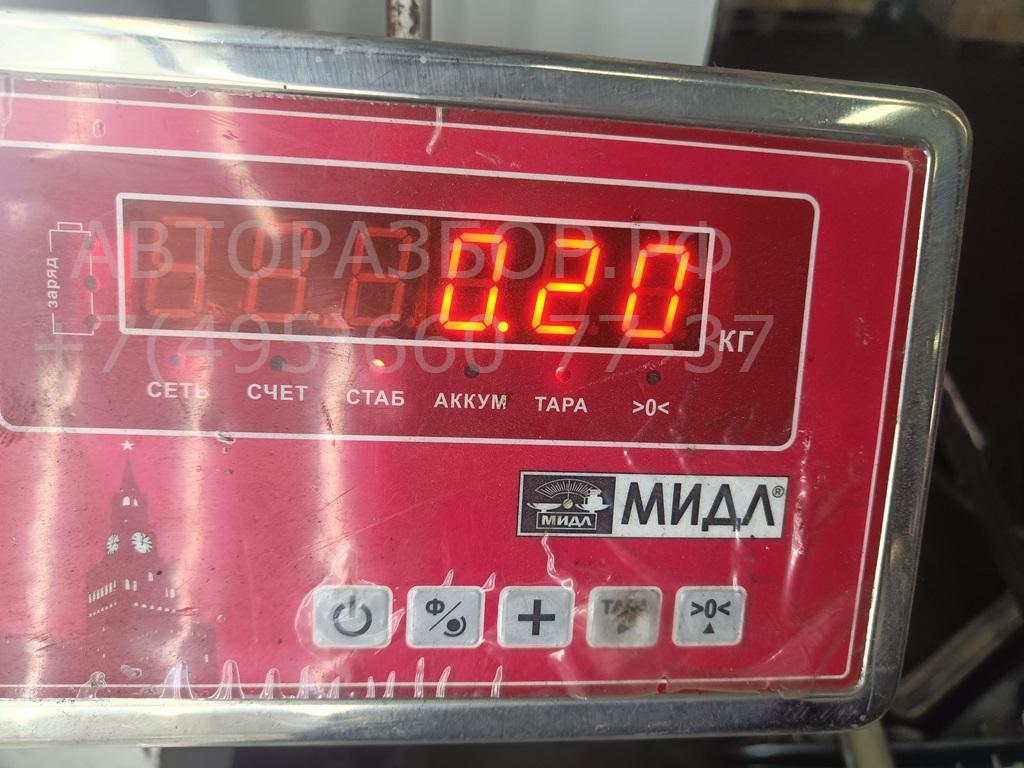 АВТОРАЗБОР.РФ
+7(495)660-77-37
заряд
0.20
КГ
СЕТЬ СЧЕТ СТАБ АККУМ ТАРА >0<
МИДЛ МИДЛ®
Ф/ + ТАРА >0<